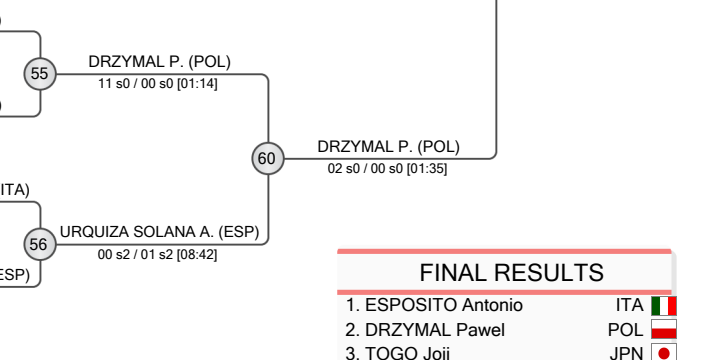 DRZYMAL P. (POL)
55
11 s0 / 00 s0 [01:14]
DRZYMAL P. (POL)
60
02 s0 / 00 s0 [01:35]
ITA)
URQUIZA SOLANA A. (ESP)
56
00 s2 / 01 s2 [08:42]
ESP)
FINAL RESULTS
1. ESPOSITO Antonio ITA
2. DRZYMAL Pawel POL
3. TOGO Joji JPN